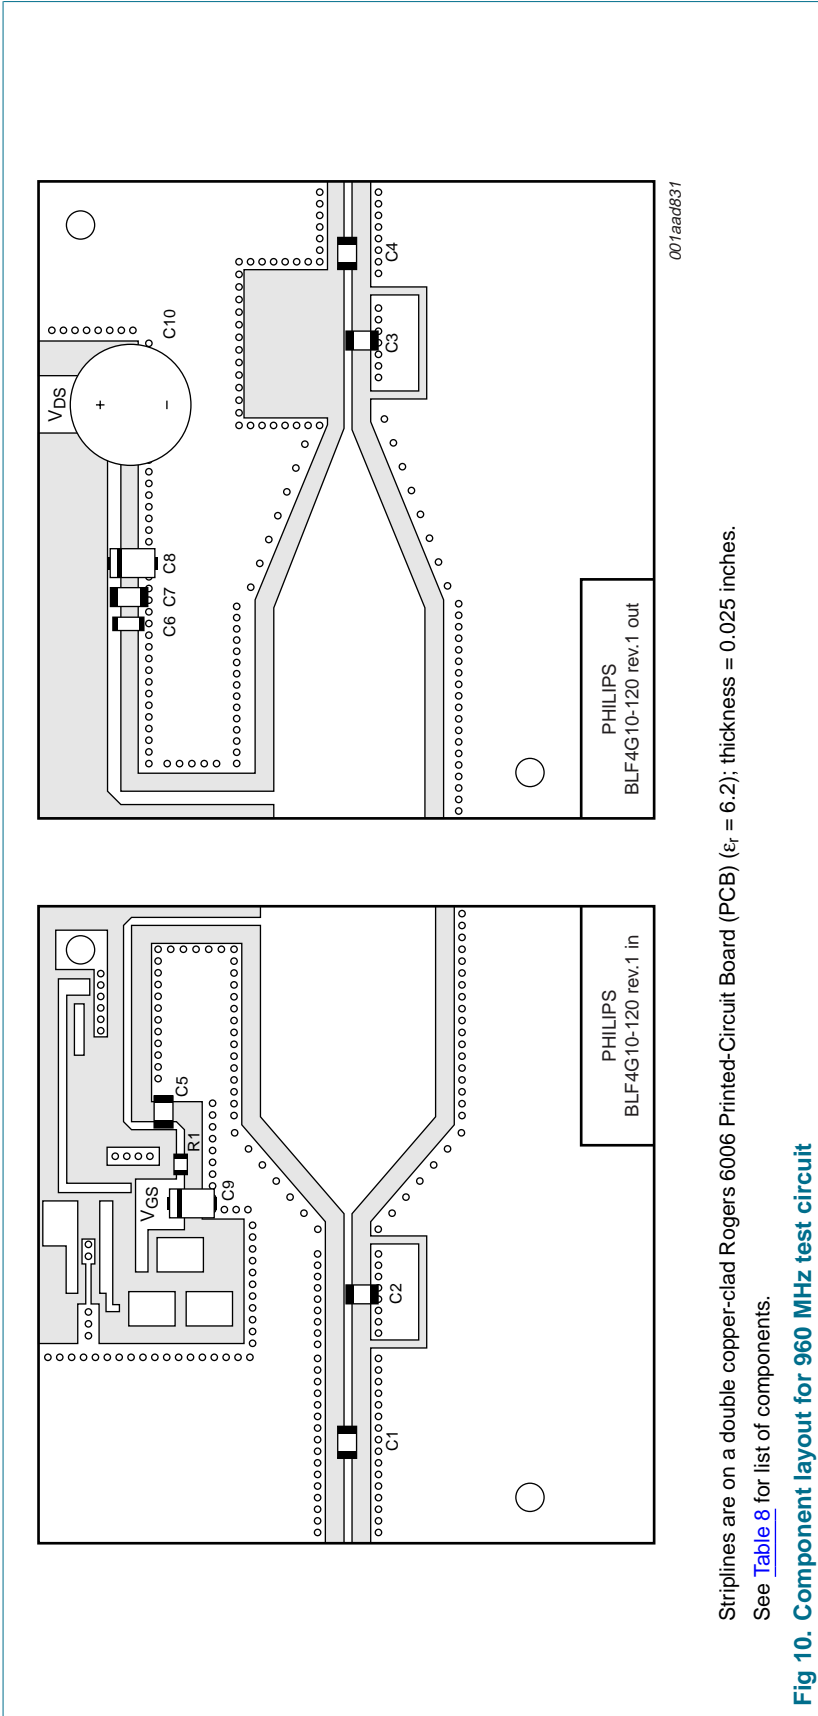 VDS
+
−
C10
C8
C7
C6
C4
C3
PHILIPS
BLF4G10-120 rev.1 out
001aad831
C5
R1
VGS
C9
C2
C1
PHILIPS
BLF4G10-120 rev.1 in
Striplines are on a double copper-clad Rogers 6006 Printed-Circuit Board (PCB) (εr = 6.2); thickness = 0.025 inches.
See Table 8 for list of components.
Fig 10. Component layout for 960 MHz test circuit